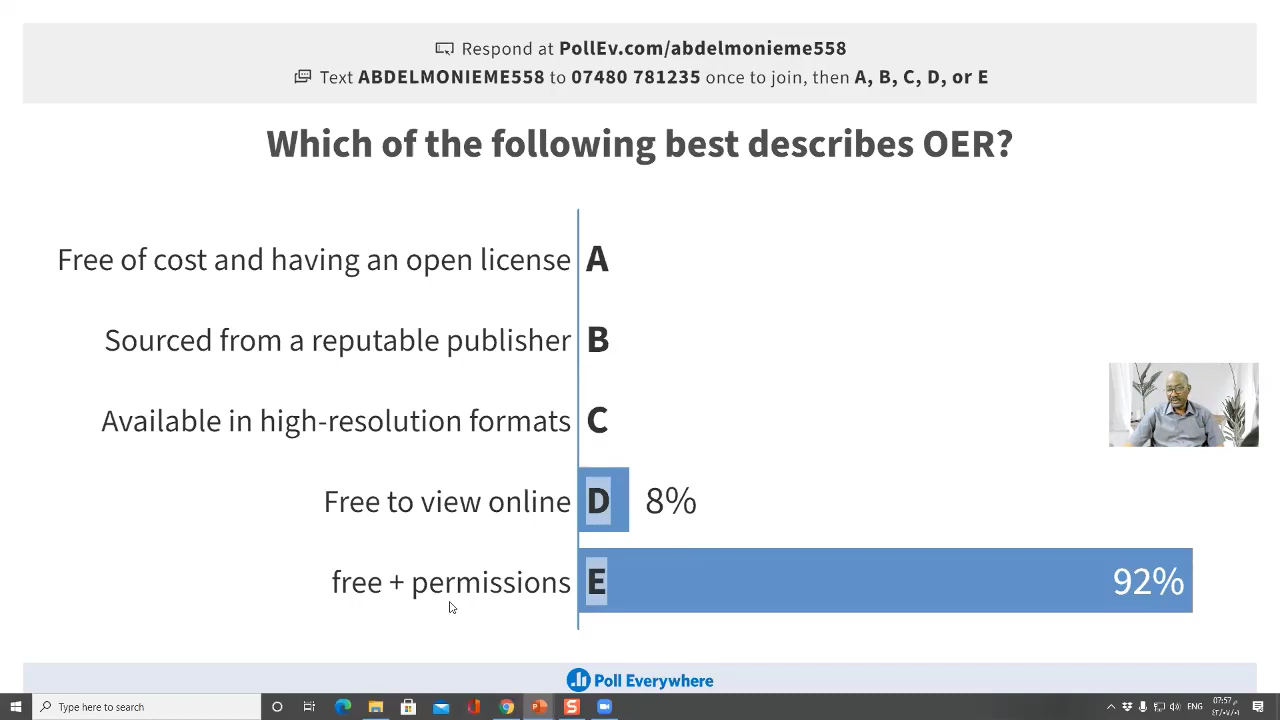 Respond at PollEv.com/abdelmonieme558
Text ABDELMONIEME558 to 07480 781235 once to join, then A, B, C, D, or E
Which of the following best describes OER?
Free of cost and having an open license A
Sourced from a reputable publisher B
Available in high-resolution formats C
Free to view online D 8%
free + permissions E 92%
Poll Everywhere
Type here to search
ENG
07:57